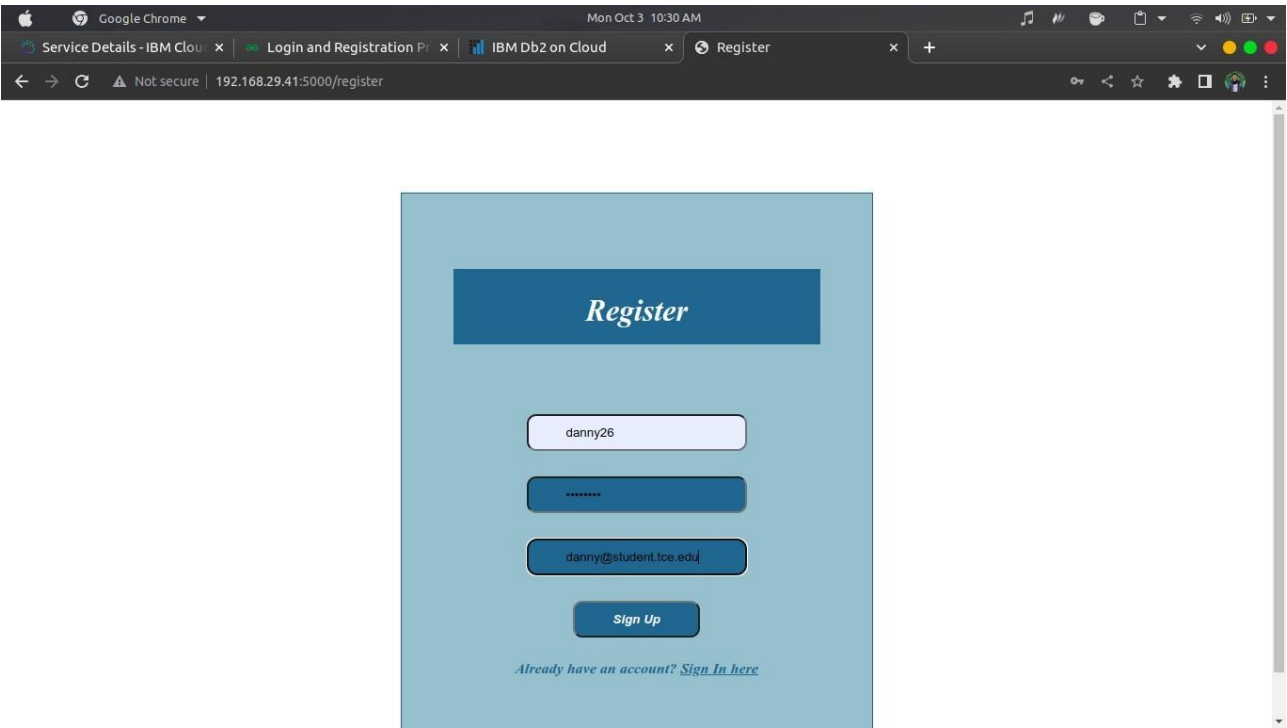 Google Chrome
Mon Oct 3 10:30 AM
Service Details - IBM Clou
Login and Registration Pr
IBM Db2 on Cloud
Register
Not secure | 192.168.29.41:5000/register
Register
danny26
••••••••
danny@student.tce.edu
Sign Up
Already have an account? Sign In here